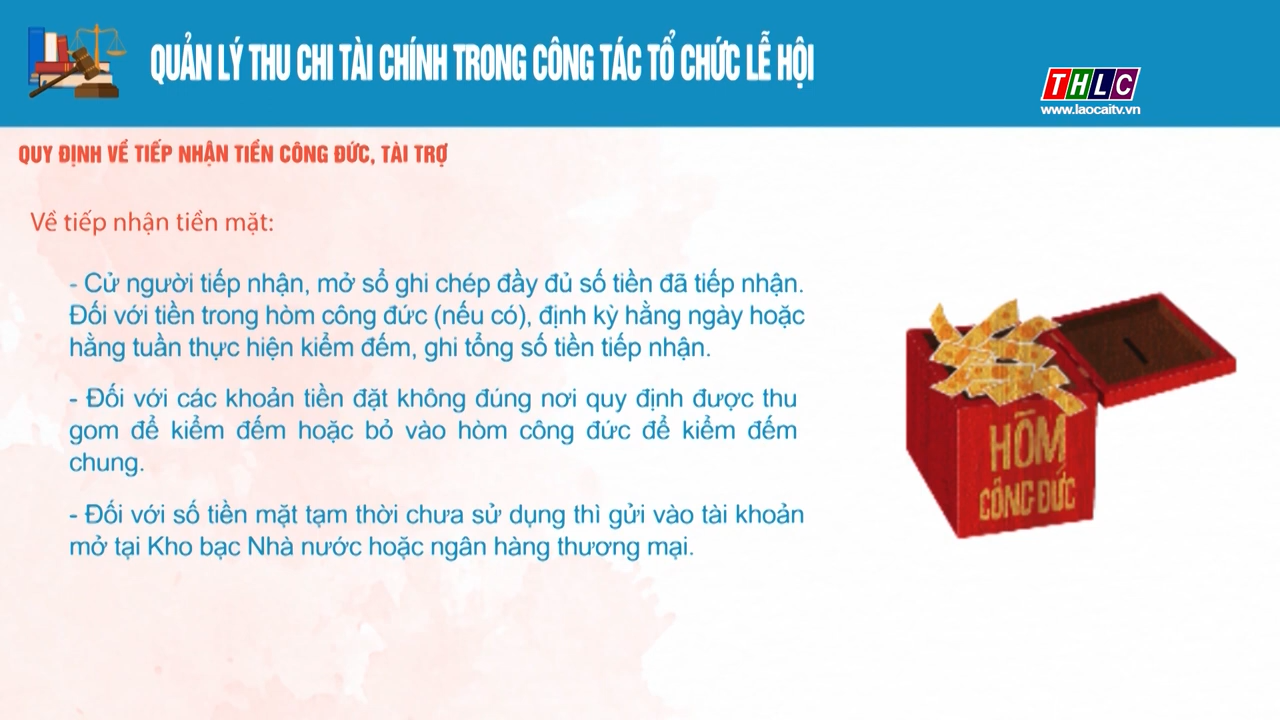 QUẢN LÝ THU CHI TÀI CHÍNH TRONG CÔNG TÁC TỔ CHỨC LỄ HỘI
THLC
www.laocaitv.vn
QUY ĐỊNH VỀ TIẾP NHẬN TIỀN CÔNG ĐỨC, TÀI TRỢ
Về tiếp nhận tiền mặt:
- Cử người tiếp nhận, mở sổ ghi chép đầy đủ số tiền đã tiếp nhận.
Đối với tiền trong hòm công đức (nếu có), định kỳ hằng ngày hoặc
hằng tuần thực hiện kiểm đếm, ghi tổng số tiền tiếp nhận.
- Đối với các khoản tiền đặt không đúng nơi quy định được thu
gom để kiểm đếm hoặc bỏ vào hòm công đức để kiểm đếm
chung.
- Đối với số tiền mặt tạm thời chưa sử dụng thì gửi vào tài khoản
mở tại Kho bạc Nhà nước hoặc ngân hàng thương mại.
HÒM
CÔNG ĐỨC